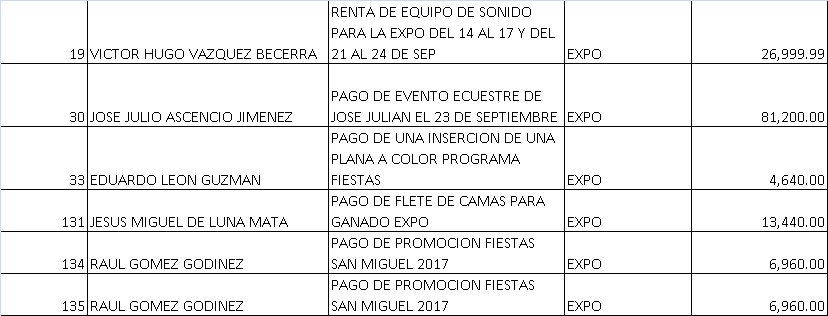 RENTA DE EQUIPO DE SONIDO
PARA LA EXPO DEL 14 AL 17 Y DEL
19 VICTOR HUGO VAZQUEZ BECERRA 21 AL 24 DE SEP EXPO 26,999.99
PAGO DE EVENTO ECUESTRE DE
30 JOSE JULIO ASCENCIO JIMENEZ JOSE JULIAN EL 23 DE SEPTIEMBRE EXPO 81,200.00
PAGO DE UNA INSERCION DE UNA
PLANA A COLOR PROGRAMA
33 EDUARDO LEON GUZMAN FIESTAS EXPO 4,640.00
PAGO DE FLETE DE CAMAS PARA
131 JESUS MIGUEL DE LUNA MATA GANADO EXPO EXPO 13,440.00
PAGO DE PROMOCION FIESTAS
134 RAUL GOMEZ GODINEZ SAN MIGUEL 2017 EXPO 6,960.00
PAGO DE PROMOCION FIESTAS
135 RAUL GOMEZ GODINEZ SAN MIGUEL 2017 EXPO 6,960.00